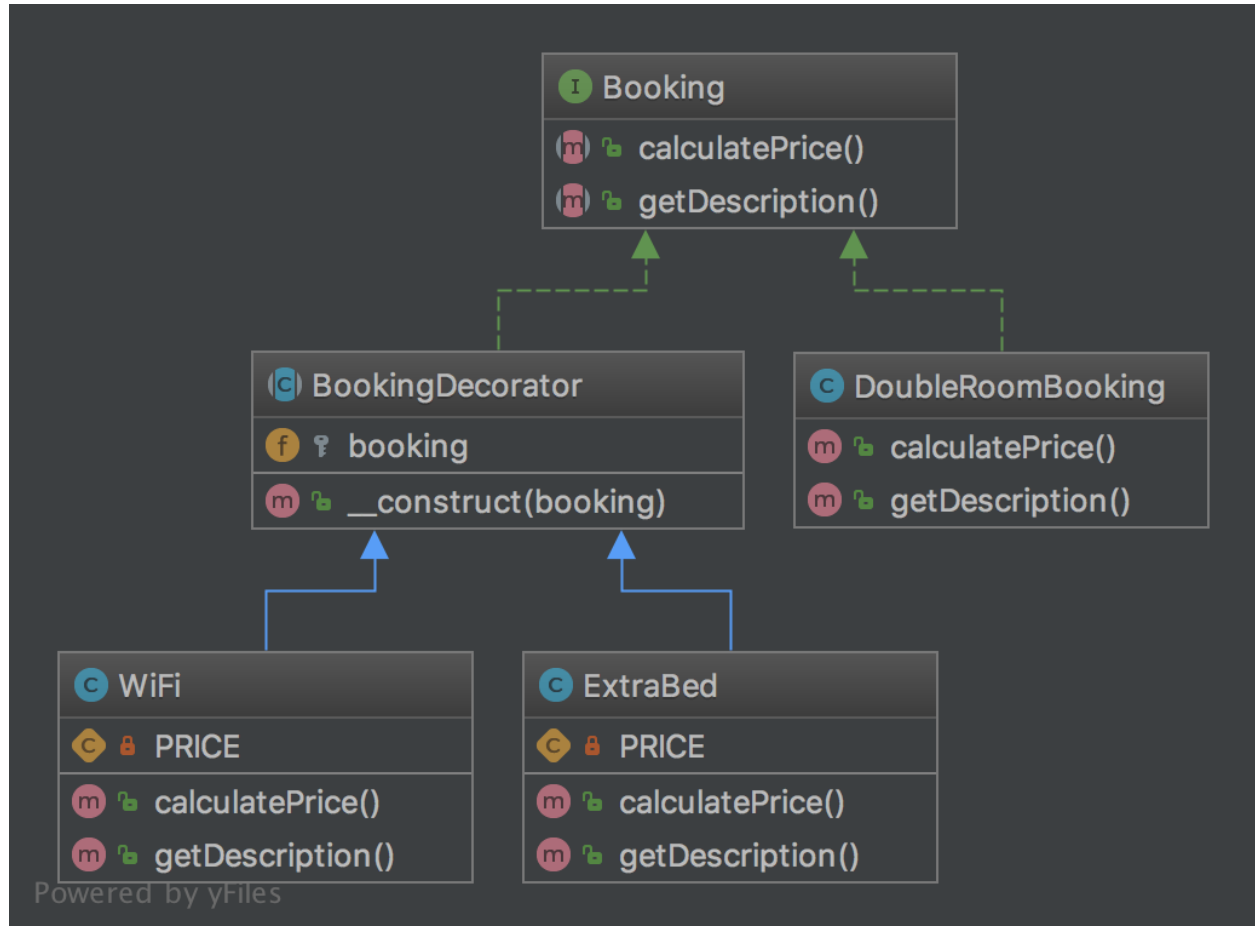 I Booking
m calculatePrice()
m getDescription()
C BookingDecorator
f booking
m __construct(booking)
C DoubleRoomBooking
m calculatePrice()
m getDescription()
C WiFi
C PRICE
m calculatePrice()
m getDescription()
C ExtraBed
C PRICE
m calculatePrice()
m getDescription()
Powered by yFiles